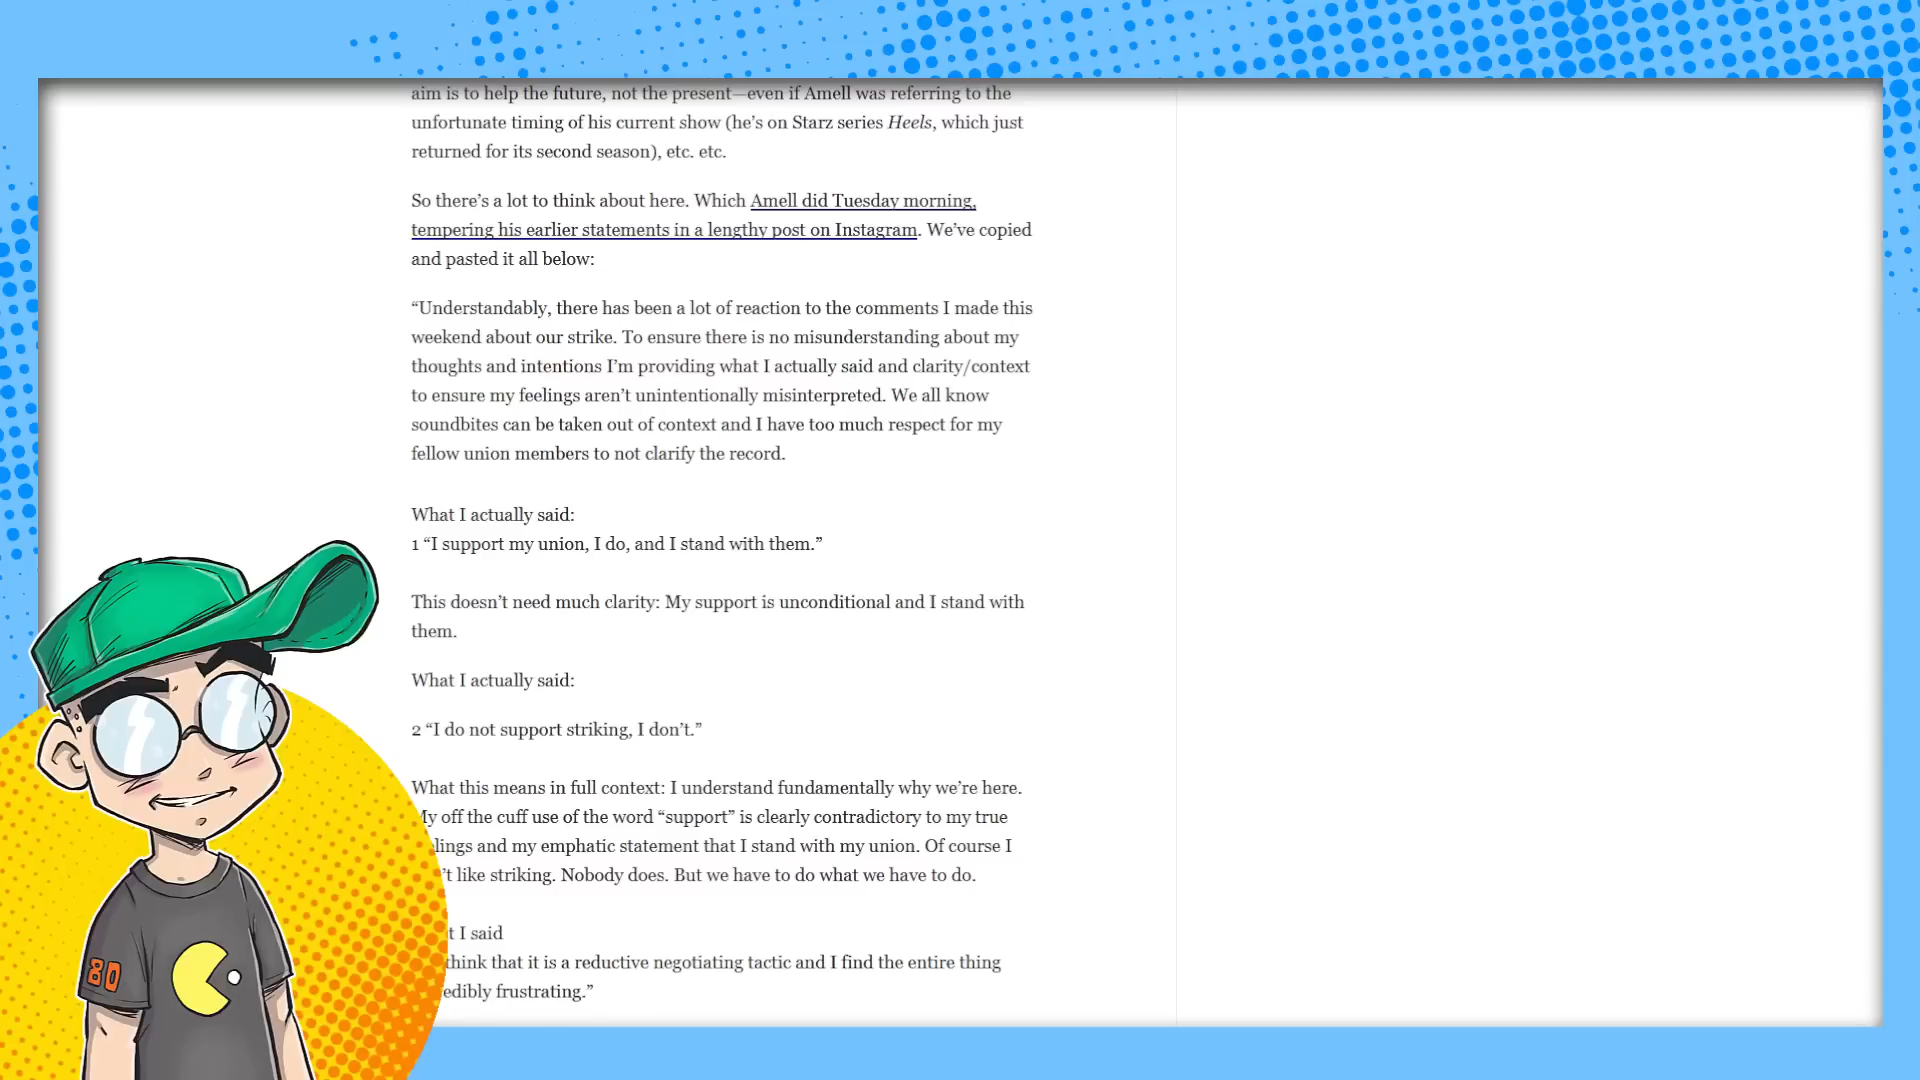 aim is to help the future, not the present—even if Amell was referring to the
unfortunate timing of his current show (he’s on Starz series Heels, which just
returned for its second season), etc. etc.
So there’s a lot to think about here. Which Amell did Tuesday morning,
tempering his earlier statements in a lengthy post on Instagram. We’ve copied
and pasted it all below:
“Understandably, there has been a lot of reaction to the comments I made this
weekend about our strike. To ensure there is no misunderstanding about my
thoughts and intentions I’m providing what I actually said and clarity/context
to ensure my feelings aren’t unintentionally misinterpreted. We all know
soundbites can be taken out of context and I have too much respect for my
fellow union members to not clarify the record.
What I actually said:
1 “I support my union, I do, and I stand with them.”
This doesn’t need much clarity: My support is unconditional and I stand with
them.
What I actually said:
2 “I do not support striking, I don’t.”
What this means in full context: I understand fundamentally why we’re here.
My off the cuff use of the word “support” is clearly contradictory to my true
lings and my emphatic statement that I stand with my union. Of course I
’t like striking. Nobody does. But we have to do what we have to do.
t I said
think that it is a reductive negotiating tactic and I find the entire thing
edibly frustrating.”
80